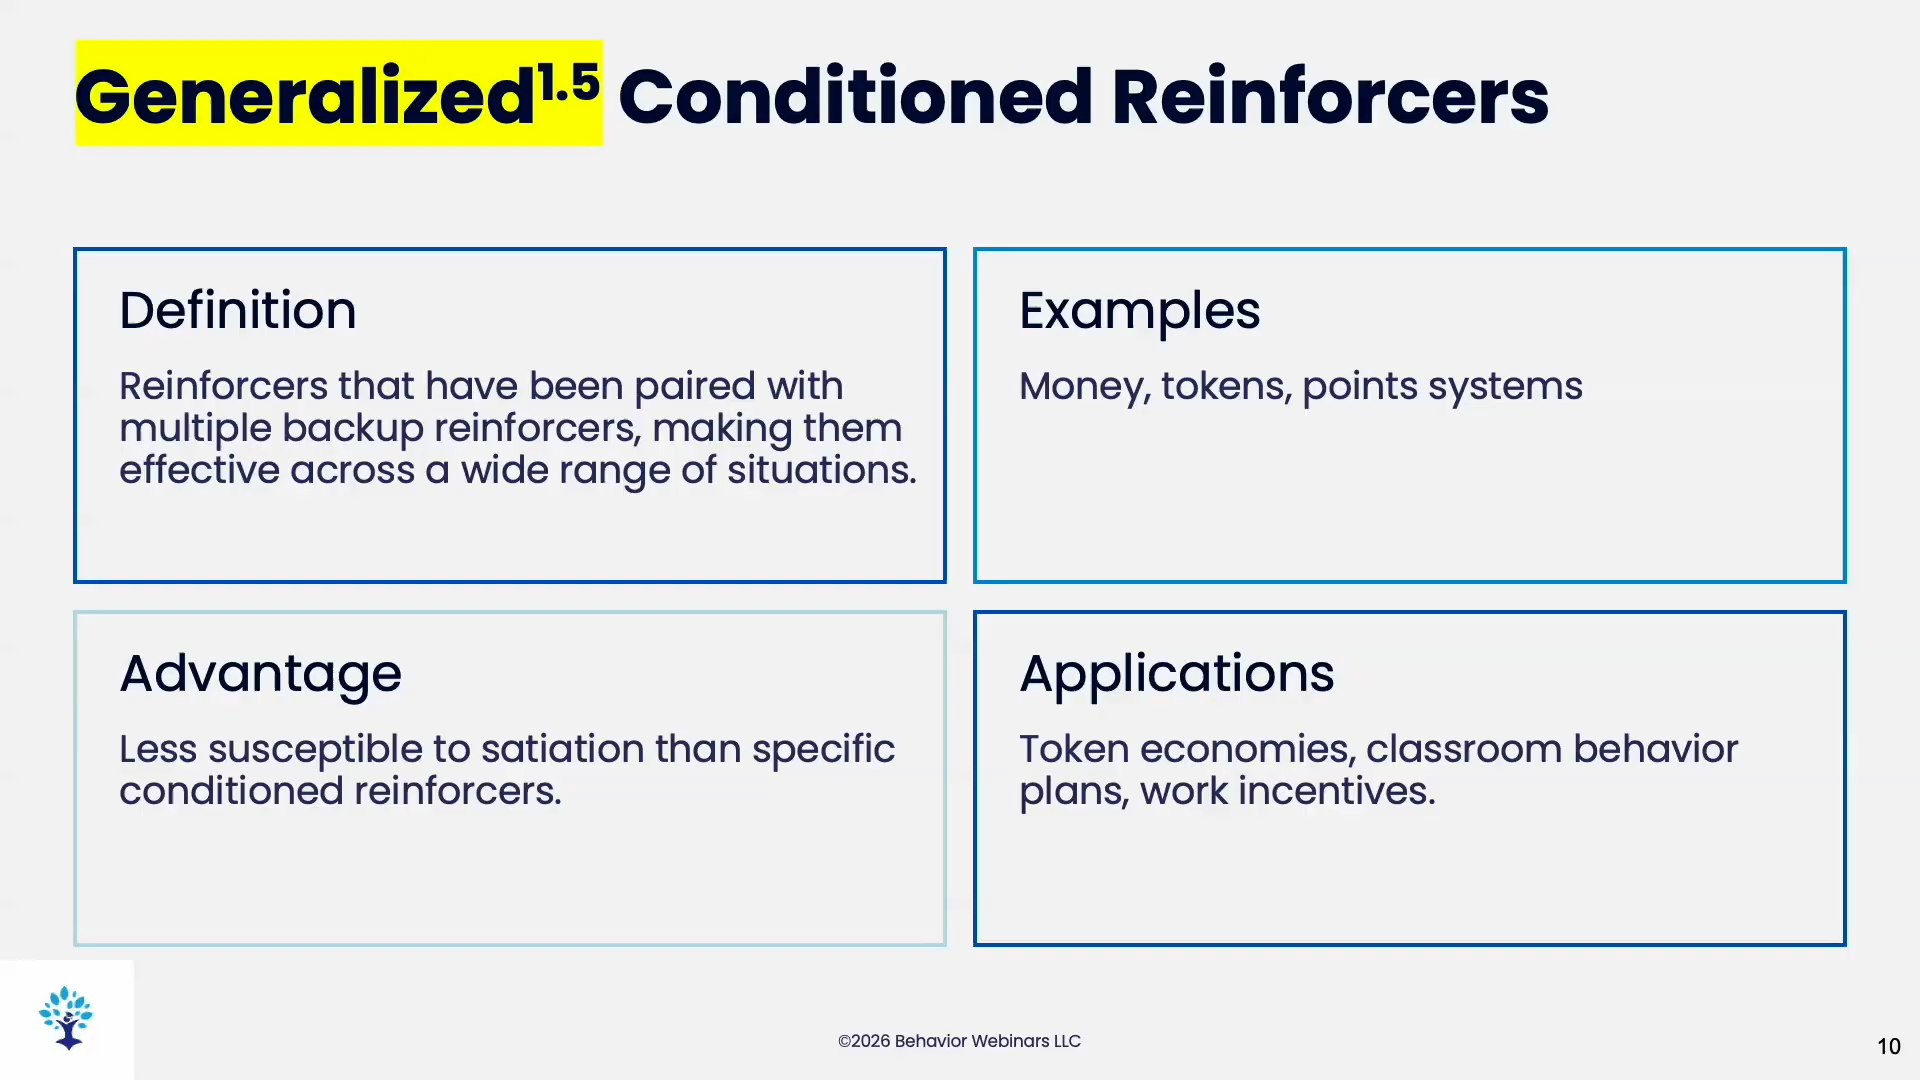 Generalized1.5 Conditioned Reinforcers
Definition
Reinforcers that have been paired with
multiple backup reinforcers, making them
effective across a wide range of situations.
Examples
Money, tokens, points systems
Advantage
Less susceptible to satiation than specific
conditioned reinforcers.
Applications
Token economies, classroom behavior
plans, work incentives.
©2026 Behavior Webinars LLC
10